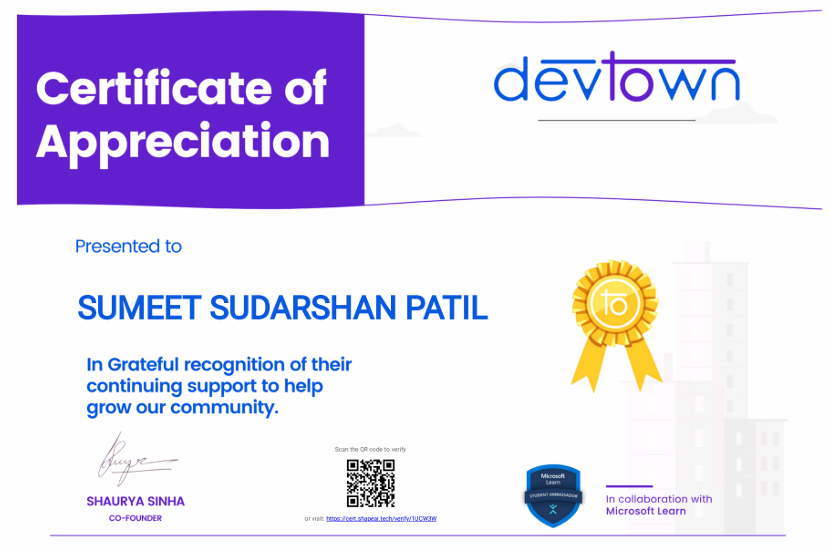 Certificate of
Appreciation
devtown
Presented to
SUMEET SUDARSHAN PATIL
to
In Grateful recognition of their
continuing support to help
grow our community.
SHAURYA SINHA
CO-FOUNDER
Scan the QR code to verify
or visit: https://cert.shapeai.tech/verify/1UCW3W
Microsoft
Learn
STUDENT AMBASSADOR
In collaboration with
Microsoft Learn